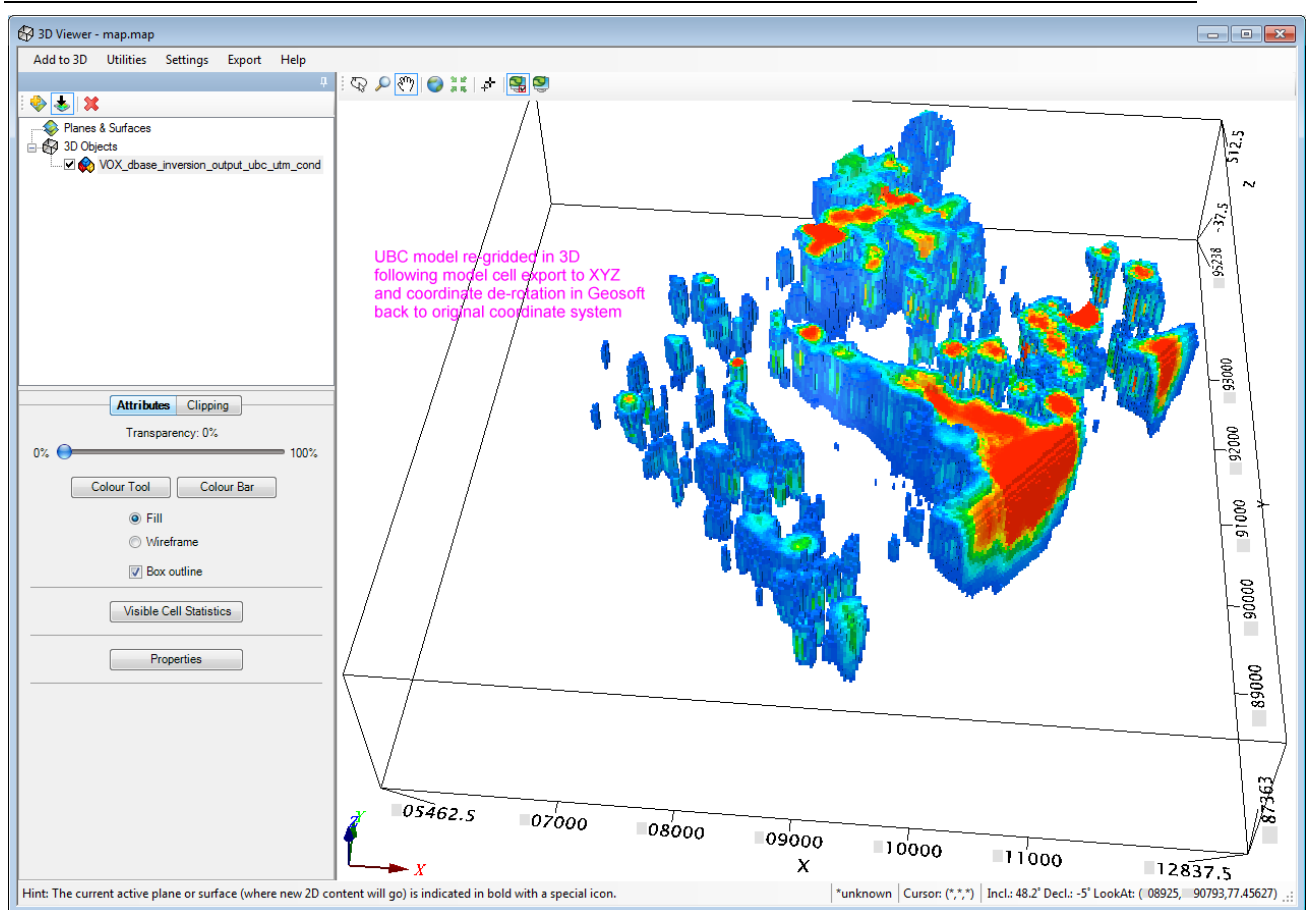 3D Viewer - map.map
Add to 3D Utilities Settings Export Help
Planes & Surfaces
3D Objects
VOX_dbase_inversion_output_ubc_utm_cond
Attributes Clipping
Transparency: 0%
0% 100%
Colour Tool Colour Bar
Fill
Wireframe
Box outline
Visible Cell Statistics
Properties
UBC model re-gridded in 3D
following model cell export to XYZ
and coordinate de-rotation in Geosoft
back to original coordinate system
512.5
Z
-37.5
95238
93000
92000
91000
Y
90000
89000
87363
05462.5
07000
08000
09000
10000
11000
12837.5
X
Z
Y
X
Hint: The current active plane or surface (where new 2D content will go) is indicated in bold with a special icon.
*unknown Cursor: (*,*,*) Incl.: 48.2° Decl.: -5° LookAt: ( 08925, 90793,77.45627)